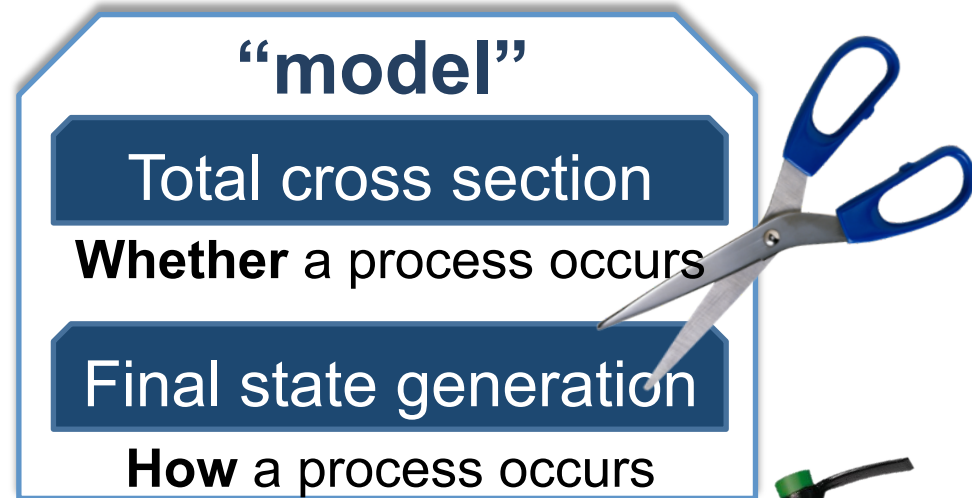 “model”
Total cross section
Whether a process occurs
Final state generation
How a process occurs